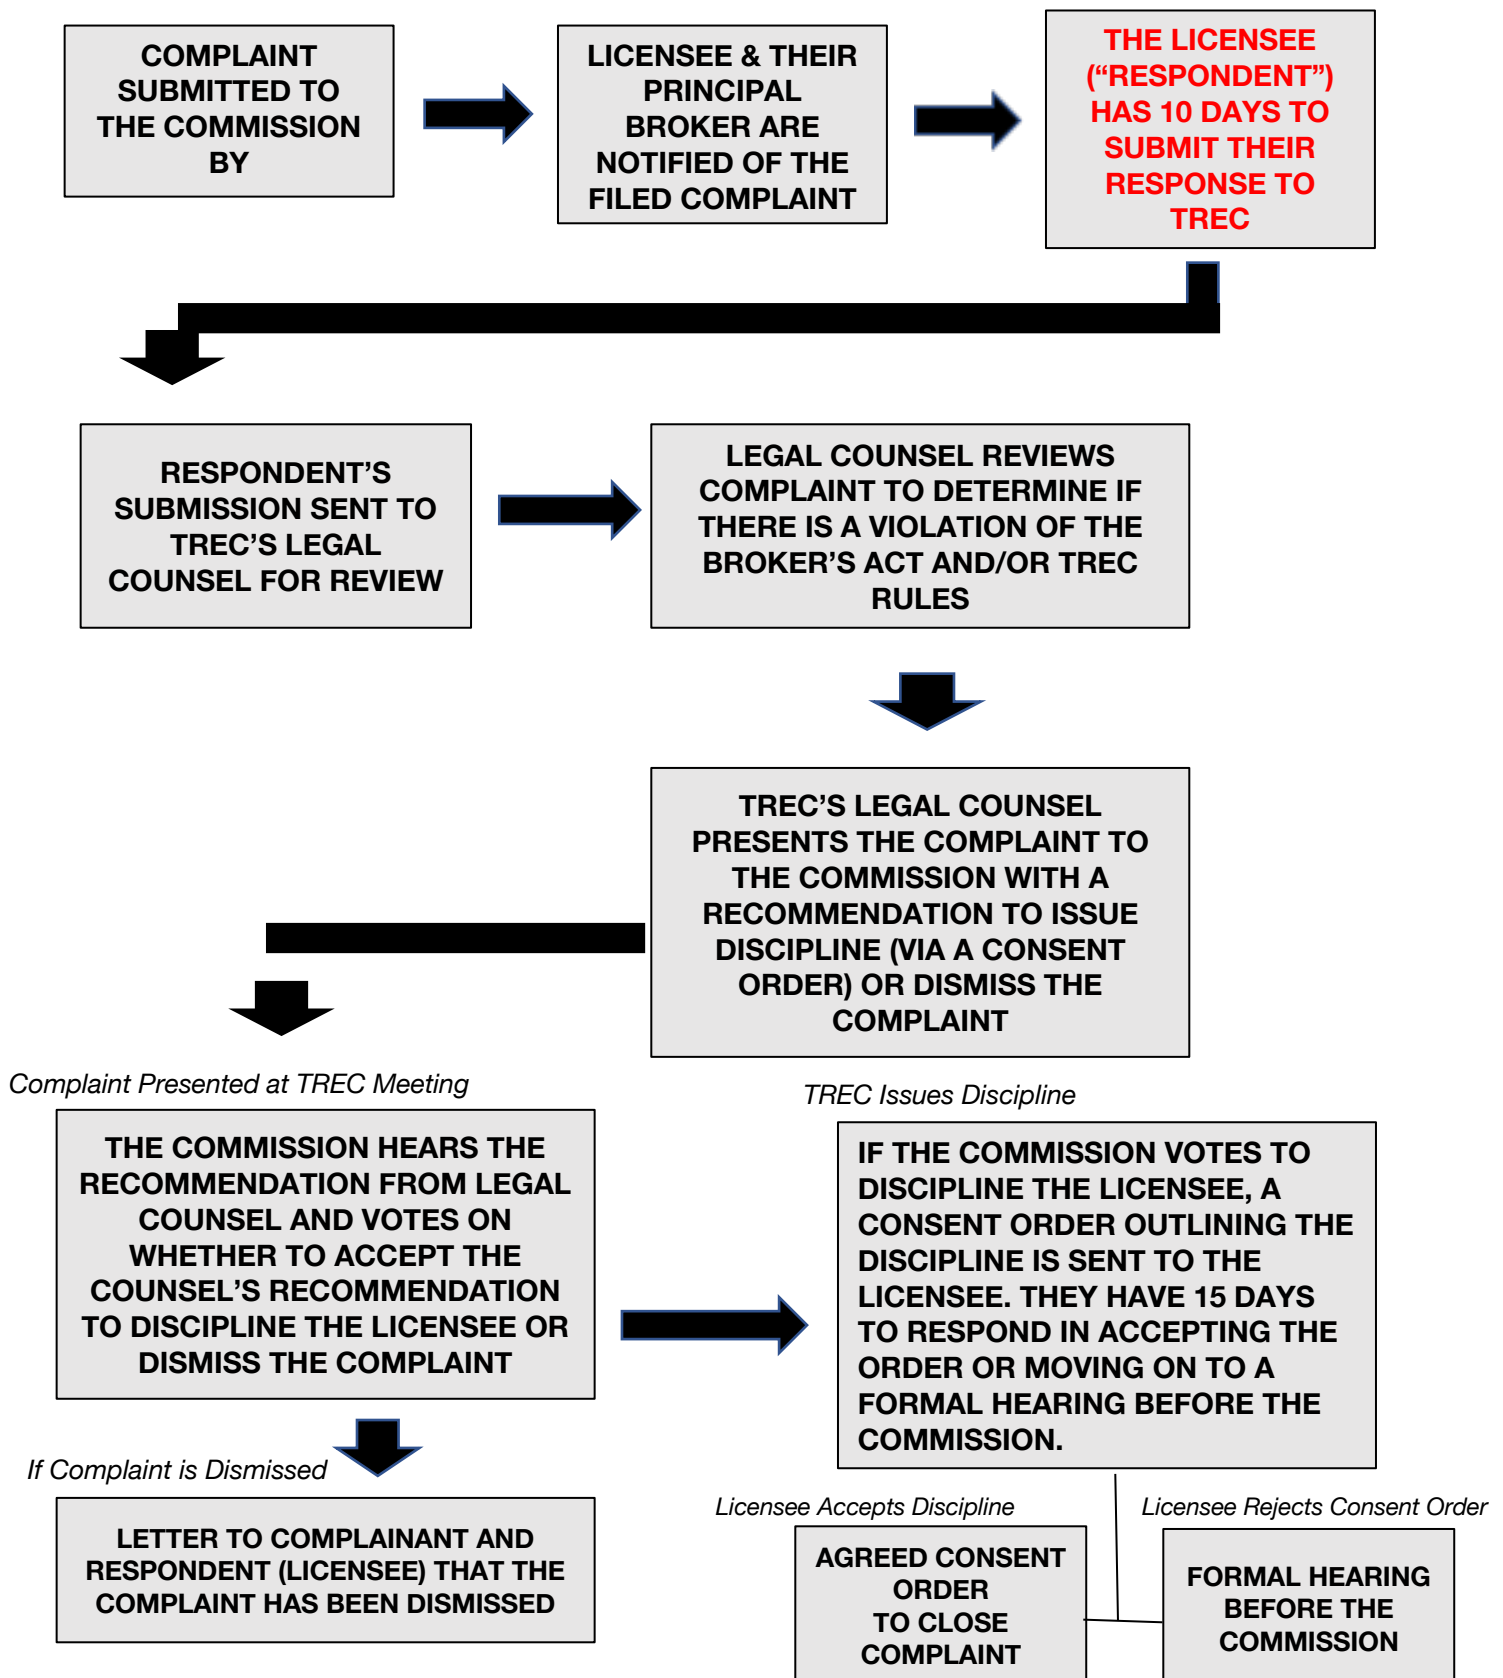 COMPLAINT
SUBMITTED TO
THE COMMISSION
BY
LICENSEE & THEIR
PRINCIPAL
BROKER ARE
NOTIFIED OF THE
FILED COMPLAINT
THE LICENSEE
(“RESPONDENT”)
HAS 10 DAYS TO
SUBMIT THEIR
RESPONSE TO
TREC
RESPONDENT’S
SUBMISSION SENT TO
TREC’S LEGAL
COUNSEL FOR REVIEW
LEGAL COUNSEL REVIEWS
COMPLAINT TO DETERMINE IF
THERE IS A VIOLATION OF THE
BROKER’S ACT AND/OR TREC
RULES
TREC’S LEGAL COUNSEL
PRESENTS THE COMPLAINT TO
THE COMMISSION WITH A
RECOMMENDATION TO ISSUE
DISCIPLINE (VIA A CONSENT
ORDER) OR DISMISS THE
COMPLAINT
Complaint Presented at TREC Meeting
THE COMMISSION HEARS THE
RECOMMENDATION FROM LEGAL
COUNSEL AND VOTES ON
WHETHER TO ACCEPT THE
COUNSEL’S RECOMMENDATION
TO DISCIPLINE THE LICENSEE OR
DISMISS THE COMPLAINT
TREC Issues Discipline
IF THE COMMISSION VOTES TO
DISCIPLINE THE LICENSEE, A
CONSENT ORDER OUTLINING THE
DISCIPLINE IS SENT TO THE
LICENSEE. THEY HAVE 15 DAYS
TO RESPOND IN ACCEPTING THE
ORDER OR MOVING ON TO A
FORMAL HEARING BEFORE THE
COMMISSION.
If Complaint is Dismissed
LETTER TO COMPLAINANT AND
RESPONDENT (LICENSEE) THAT THE
COMPLAINT HAS BEEN DISMISSED
Licensee Accepts Discipline
AGREED CONSENT
ORDER
TO CLOSE
COMPLAINT
Licensee Rejects Consent Order
FORMAL HEARING
BEFORE THE
COMMISSION